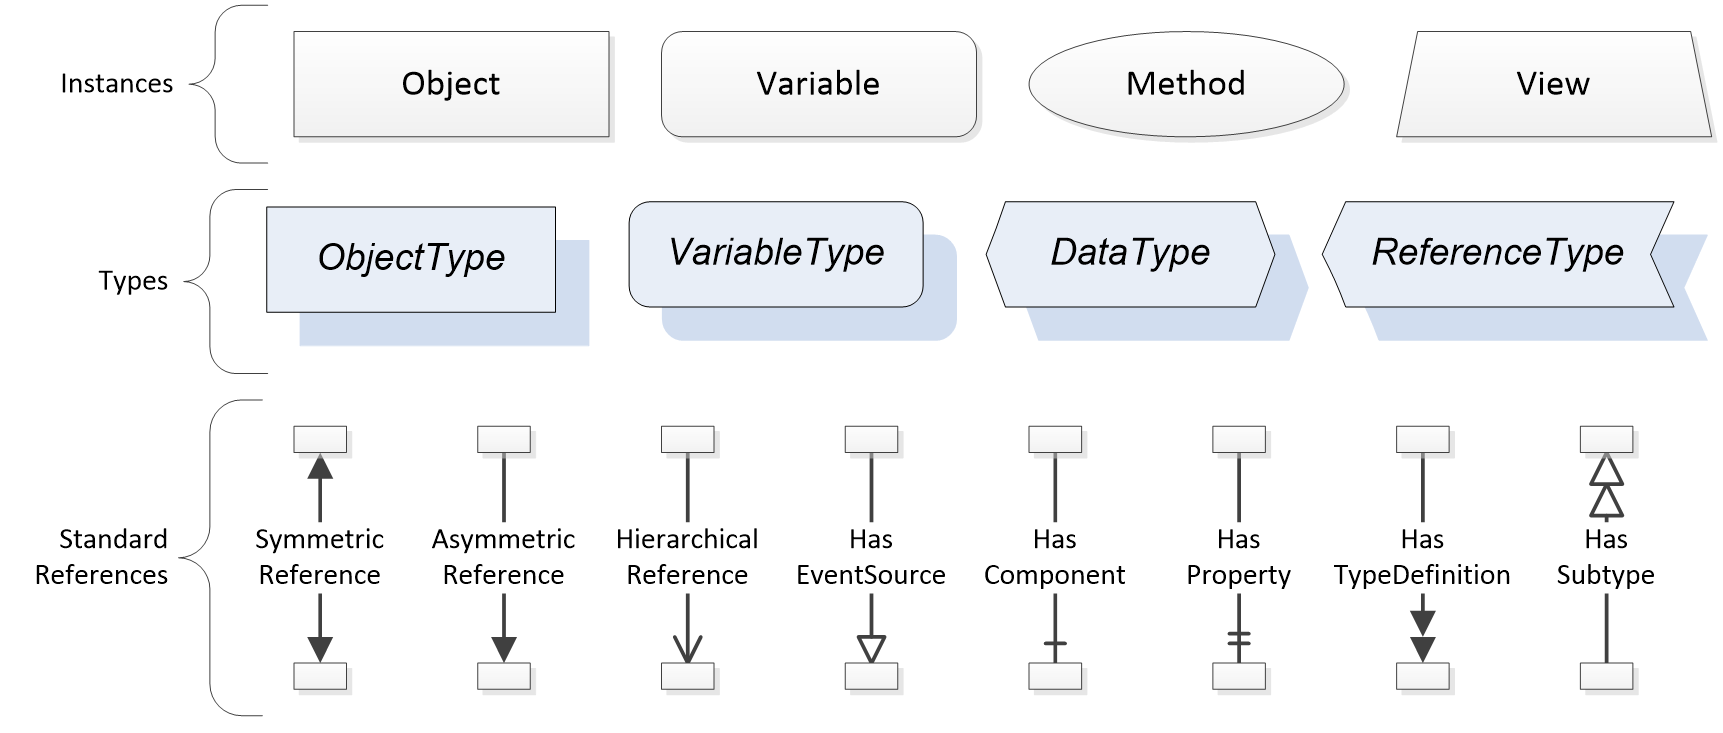 Instances
Object
Variable
Method
View
Types
ObjectType
VariableType
DataType
ReferenceType
Standard
References
Symmetric
Reference
Asymmetric
Reference
Hierarchical
Reference
Has
EventSource
Has
Component
Has
Property
Has
TypeDefinition
Has
Subtype